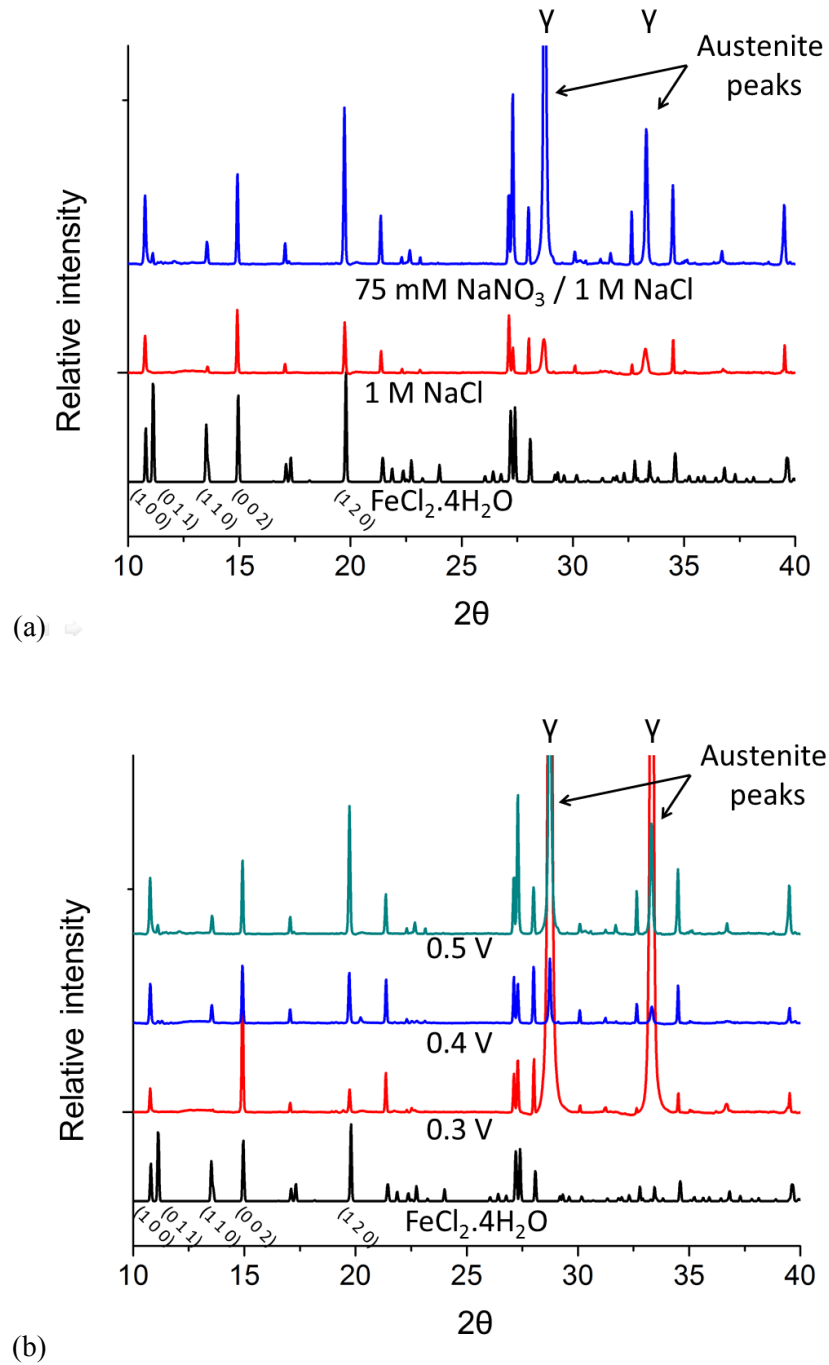 γ γ
Austenite
peaks
Relative intensity
75 mM NaNO₃ / 1 M NaCl
1 M NaCl
FeCl₂.4H₂O
(1 0 0) (0 1 1) (1 1 0) (0 0 2) (1 2 0)
10 15 20 25 30 35 40
2θ
(a)
γ γ
Austenite
peaks
Relative intensity
0.5 V
0.4 V
0.3 V
FeCl₂.4H₂O
(1 0 0) (0 1 1) (1 1 0) (0 0 2) (1 2 0)
10 15 20 25 30 35 40
2θ
(b)